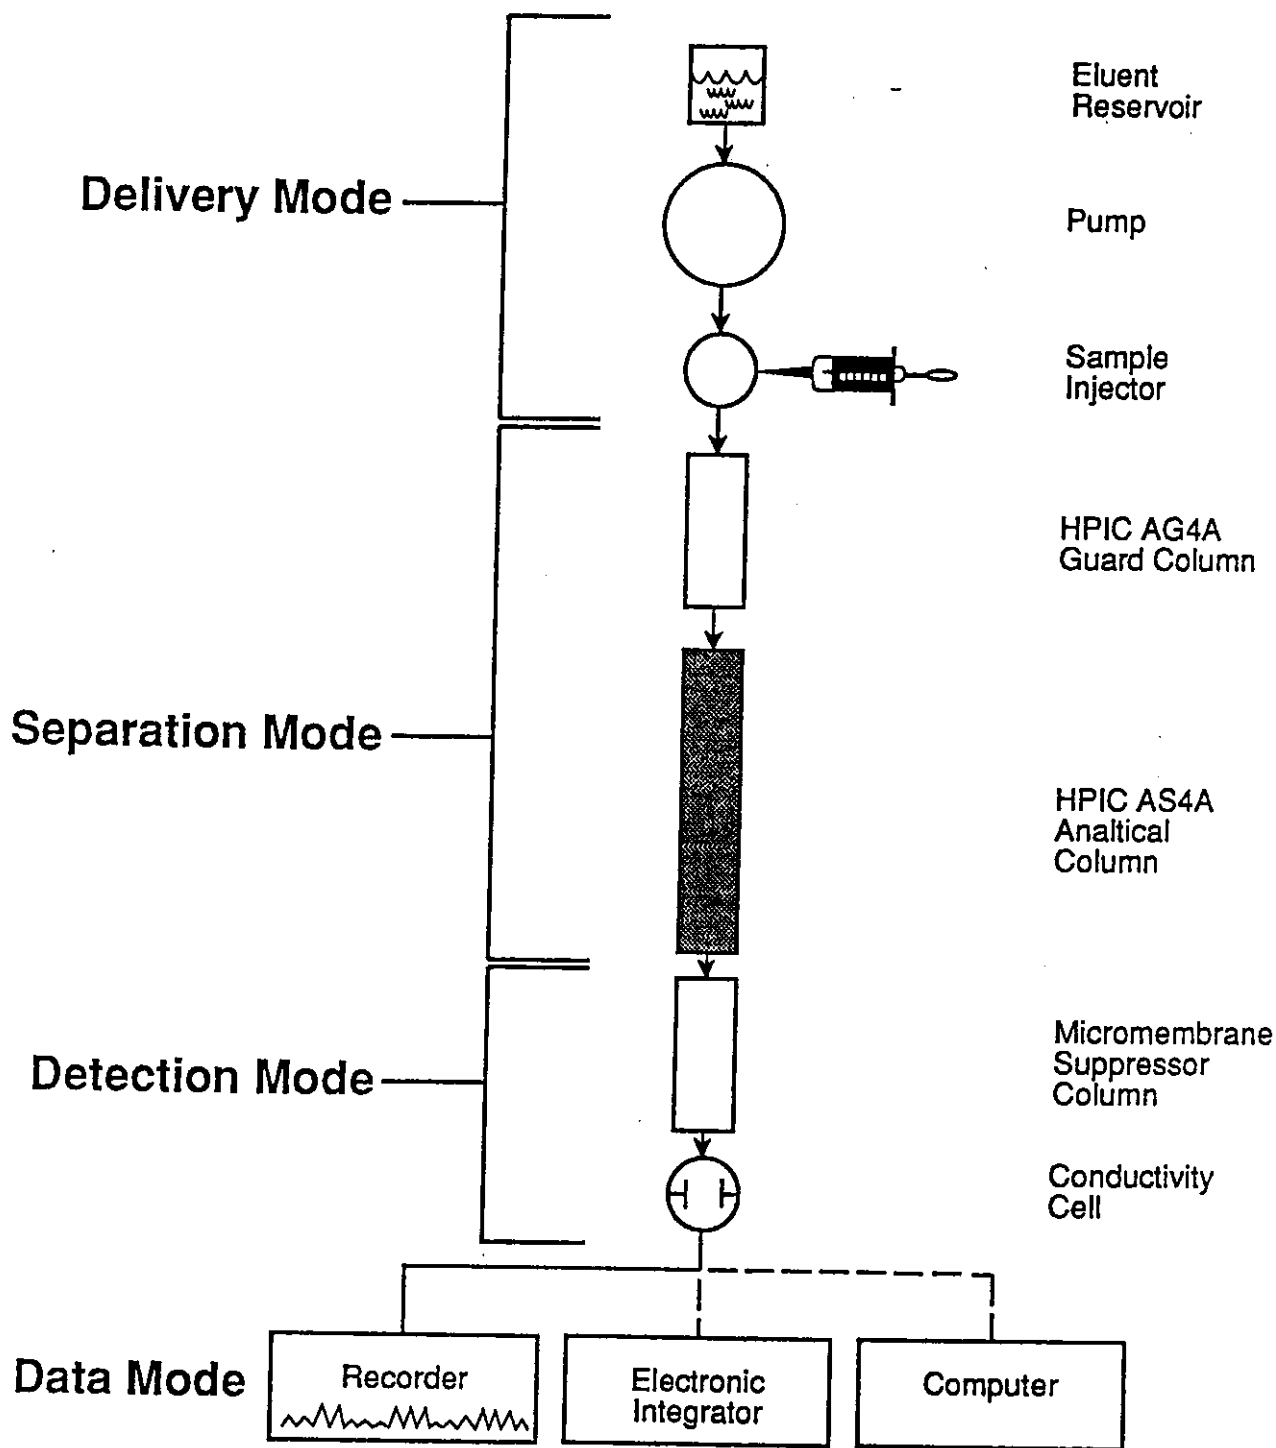 Eluent
Reservoir
Delivery Mode
Pump
Sample
Injector
HPIC AG4A
Guard Column
Separation Mode
HPIC AS4A
Analtical
Column
Micromembrane
Suppressor
Column
Detection Mode
Conductivity
Cell
Data Mode
Recorder
Electronic
Integrator
Computer